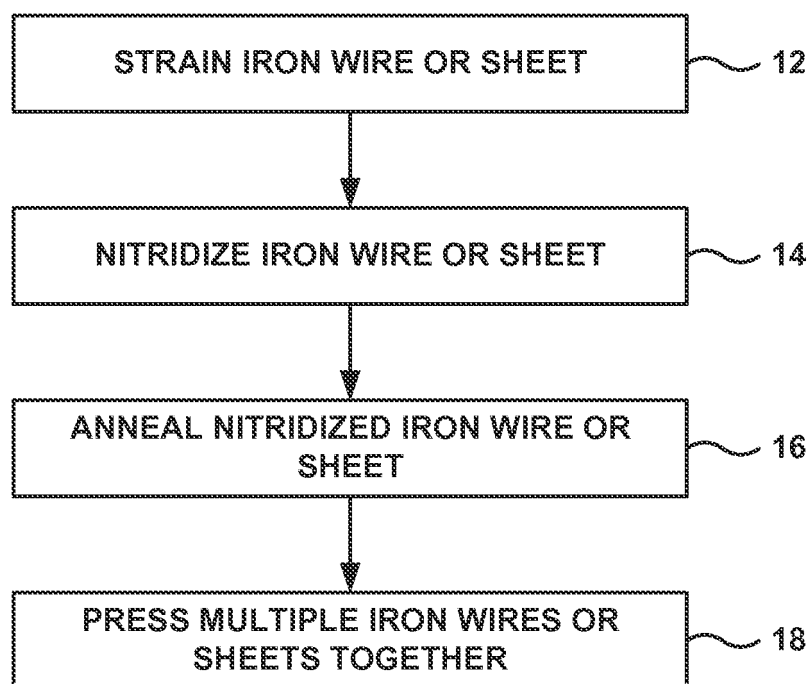 STRAIN IRON WIRE OR SHEET
12
NITRIDIZE IRON WIRE OR SHEET
14
ANNEAL NITRIDIZED IRON WIRE OR
SHEET
16
PRESS MULTIPLE IRON WIRES OR
SHEETS TOGETHER
18